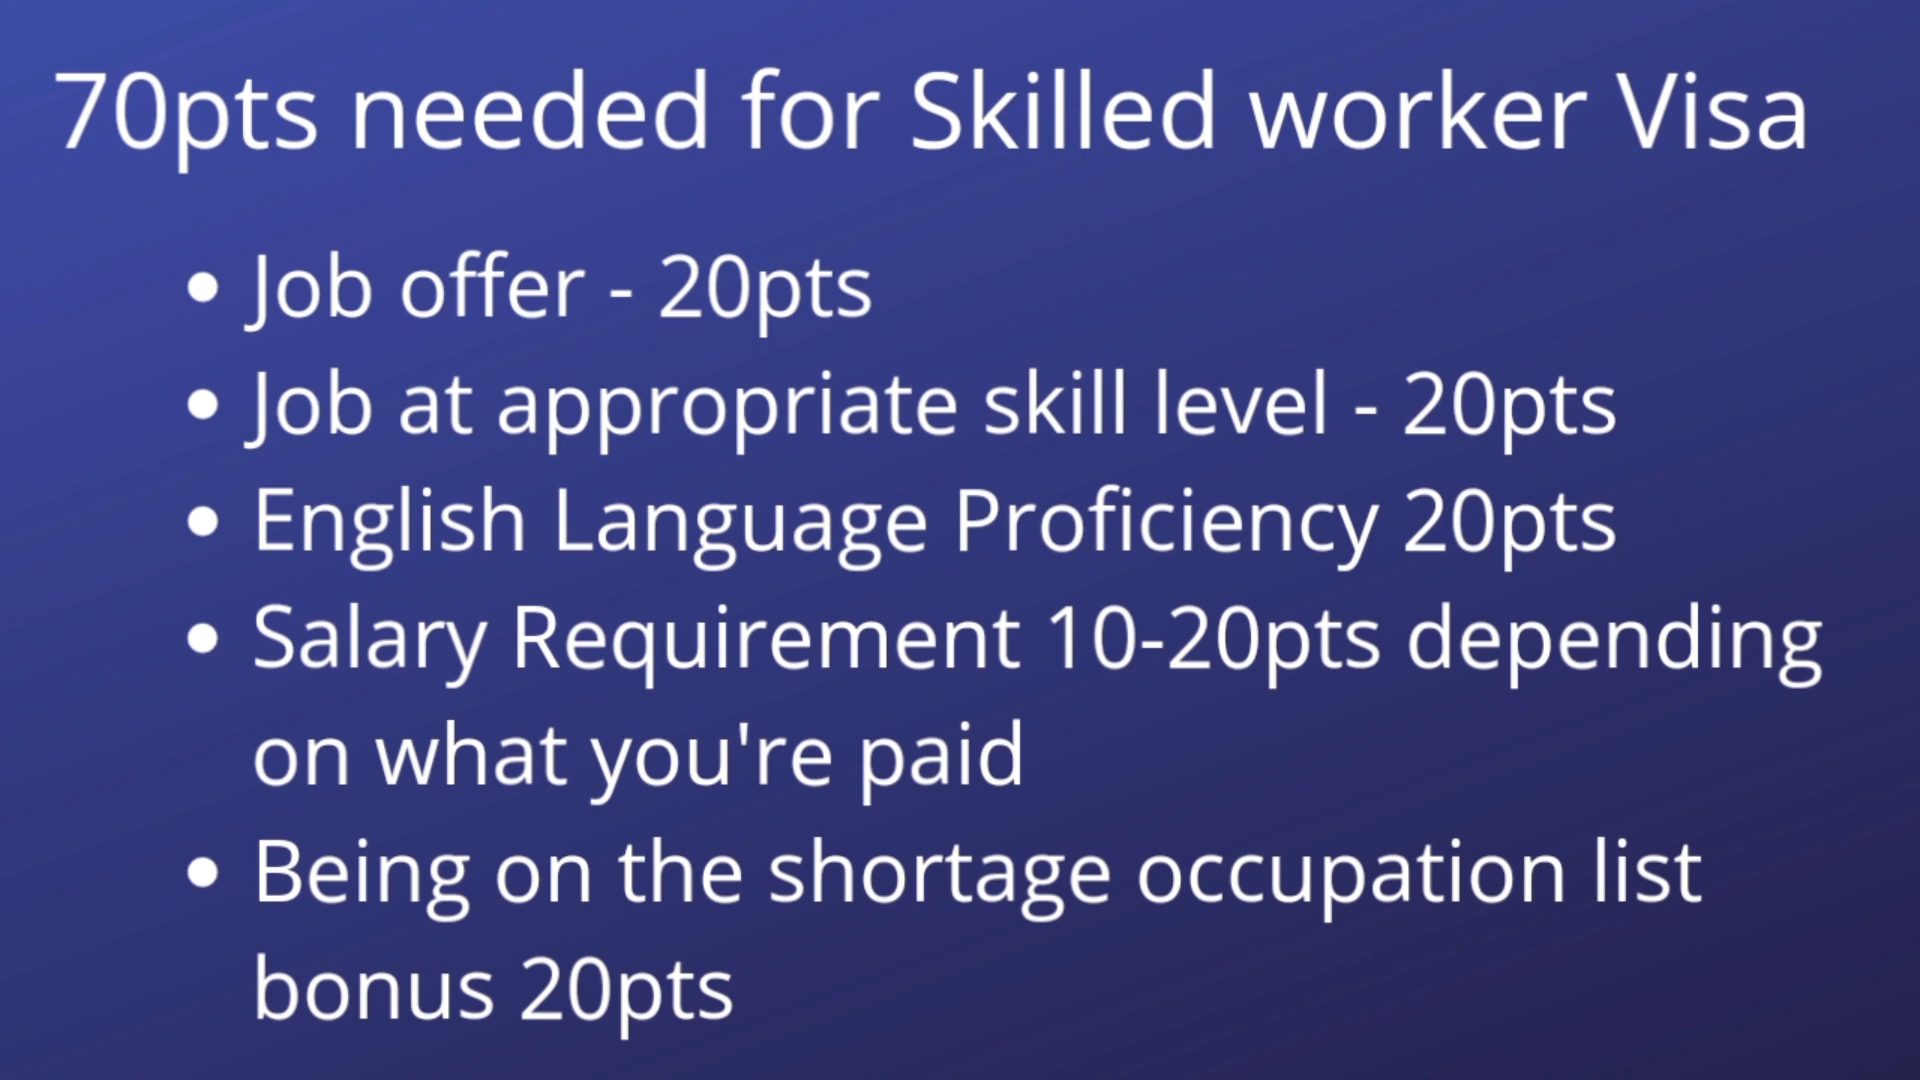 70pts needed for Skilled worker Visa
• Job offer - 20pts
• Job at appropriate skill level - 20pts
• English Language Proficiency 20pts
• Salary Requirement 10-20pts depending
on what you're paid
• Being on the shortage occupation list
bonus 20pts